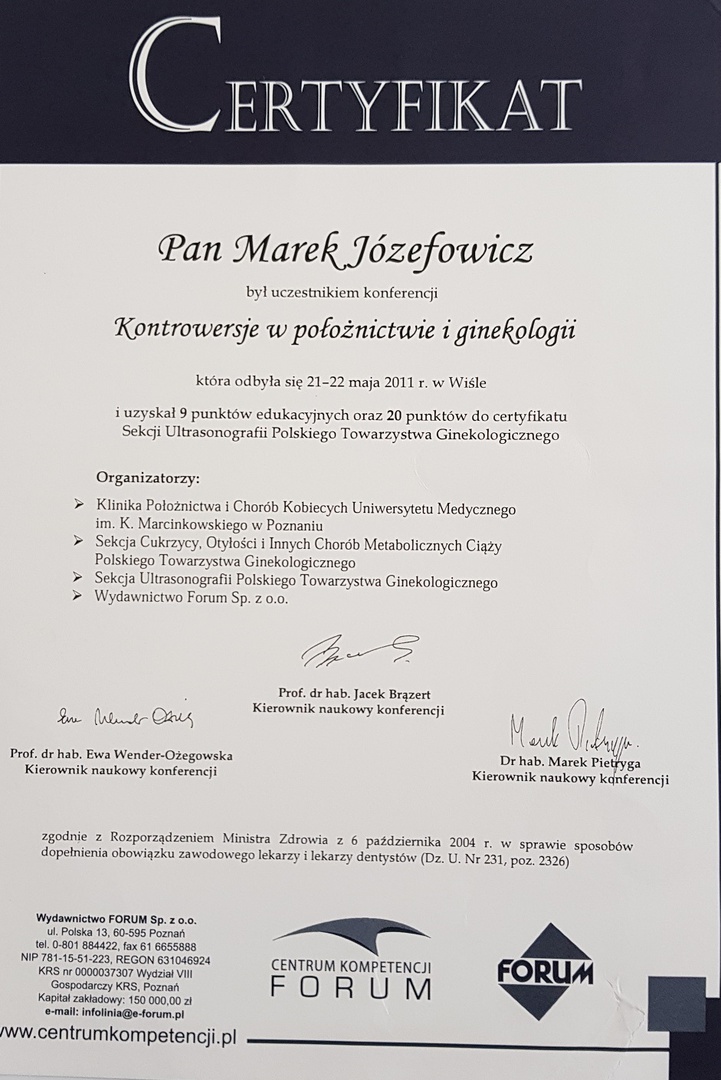 CERTYFIKAT
Pan Marek Józefowicz
był uczestnikiem konferencji
Kontrowersje w położnictwie i ginekologii
która odbyła się 21–22 maja 2011 r. w Wiśle
i uzyskał 9 punktów edukacyjnych oraz 20 punktów do certyfikatu
Sekcji Ultrasonografii Polskiego Towarzystwa Ginekologicznego
Organizatorzy:
➢ Klinika Położnictwa i Chorób Kobiecych Uniwersytetu Medycznego
im. K. Marcinkowskiego w Poznaniu
➢ Sekcja Cukrzycy, Otyłości i Innych Chorób Metabolicznych Ciąży
Polskiego Towarzystwa Ginekologicznego
➢ Sekcja Ultrasonografii Polskiego Towarzystwa Ginekologicznego
➢ Wydawnictwo Forum Sp. z o.o.
Prof. dr hab. Jacek Brązert
Kierownik naukowy konferencji
Ewa Wender-Ożeg
Prof. dr hab. Ewa Wender-Ożegowska
Kierownik naukowy konferencji
Marek Pietryga
Dr hab. Marek Pietryga
Kierownik naukowy konferencji
zgodnie z Rozporządzeniem Ministra Zdrowia z 6 października 2004 r. w sprawie sposobów
dopełnienia obowiązku zawodowego lekarzy i lekarzy dentystów (Dz. U. Nr 231, poz. 2326)
Wydawnictwo FORUM Sp. z o.o.
ul. Polska 13, 60-595 Poznań
tel. 0-801 884422, fax 61 6655888
NIP 781-15-51-223, REGON 631046924
KRS nr 0000037307 Wydział VIII
Gospodarczy KRS, Poznań
Kapitał zakładowy: 150 000,00 zł
e-mail: infolinia@e-forum.pl
www.centrumkompetencji.pl
CENTRUM KOMPETENCJI
FORUM
FORUM